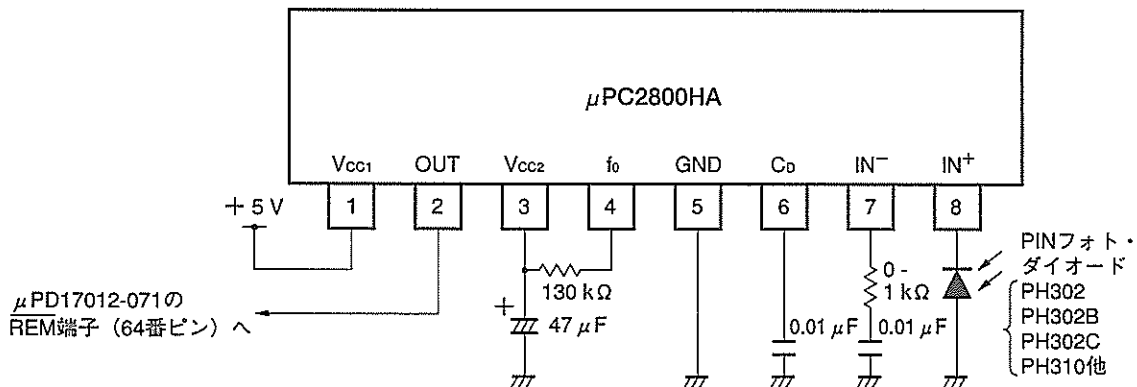 μPC2800HA
VCC1 OUT VCC2 f0 GND CD IN− IN+
+5 V
1 2 3 4 5 6 7 8
PINフォト・
ダイオード
130 kΩ
0 -
1 kΩ
PH302
PH302B
PH302C
PH310他
μPD17012-071の
REM端子（64番ピン）へ
+
47 μF
0.01 μF
0.01 μF